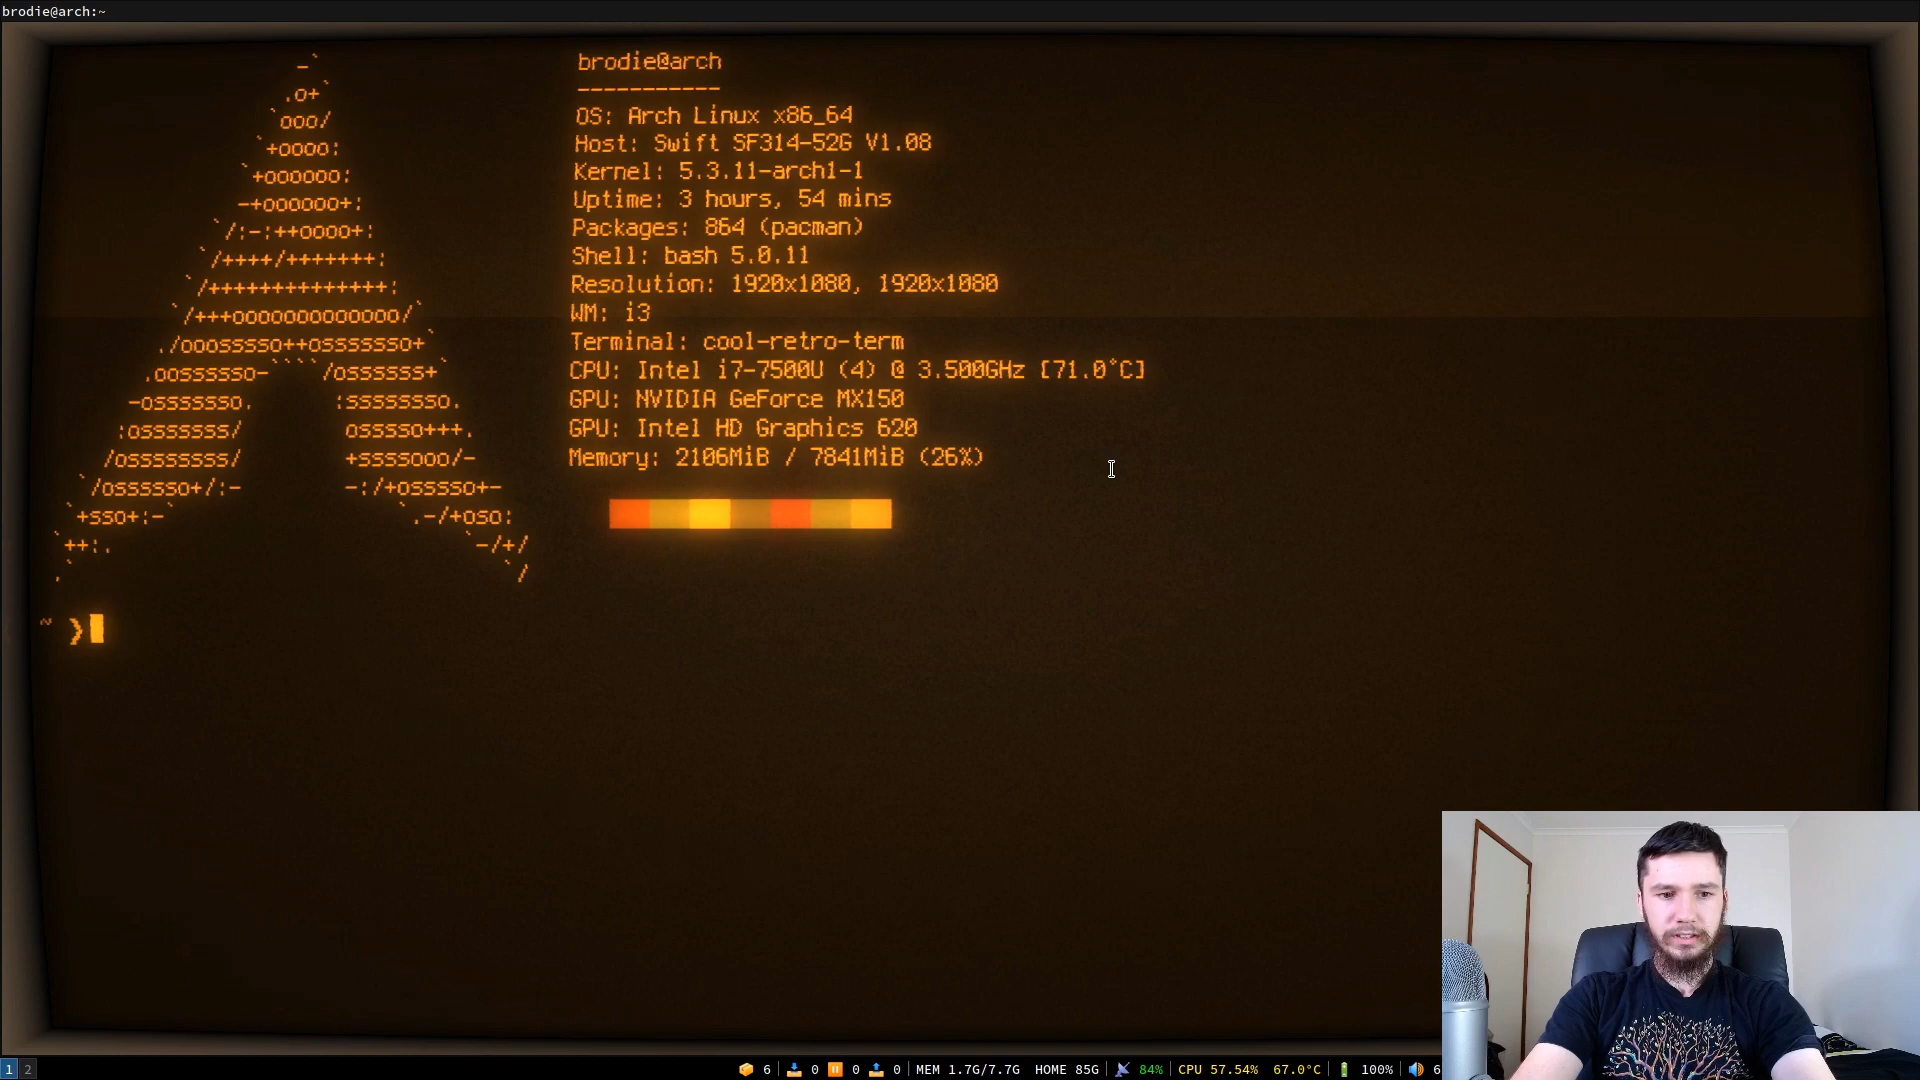 brodie@arch:~
brodie@arch
-----------
OS: Arch Linux x86_64
Host: Swift SF314-52G V1.08
Kernel: 5.3.11-arch1-1
Uptime: 3 hours, 54 mins
Packages: 864 (pacman)
Shell: bash 5.0.11
Resolution: 1920x1080, 1920x1080
WM: i3
Terminal: cool-retro-term
CPU: Intel i7-7500U (4) @ 3.500GHz [71.0°C]
GPU: NVIDIA GeForce MX150
GPU: Intel HD Graphics 620
Memory: 2106MiB / 7841MiB (26%)
~ ❯
1 2 6 0 0 0 MEM 1.7G/7.7G HOME 85G 84% CPU 57.54% 67.0°C 100% 6